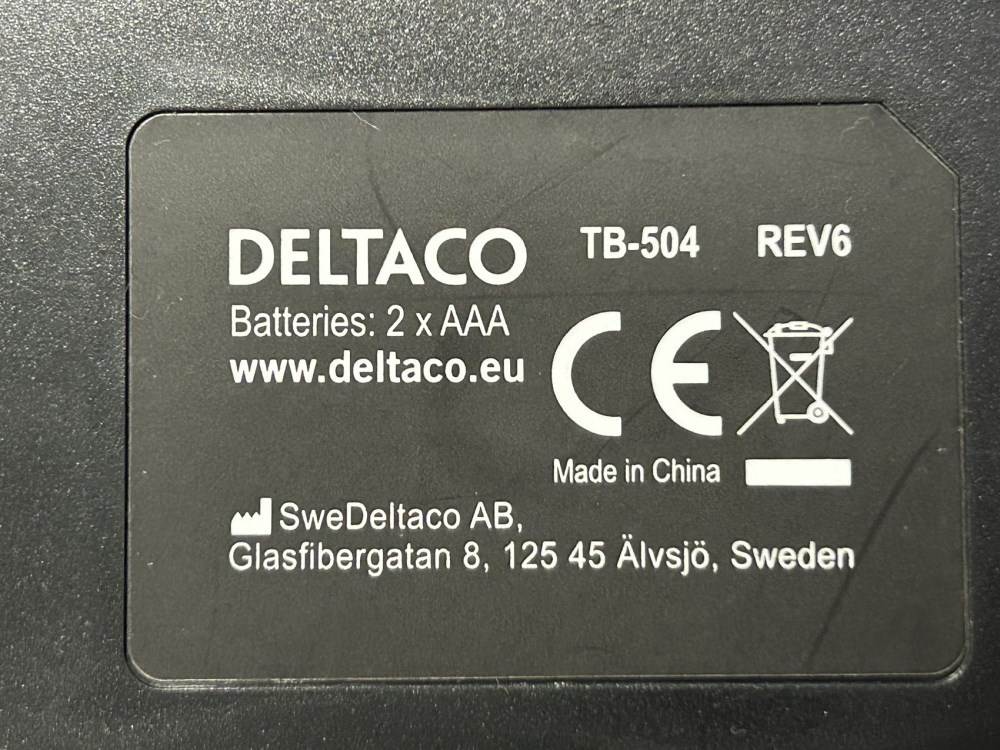 DELTACO TB-504 REV6
Batteries: 2 x AAA
www.deltaco.eu
CE
Made in China
SweDeltaco AB,
Glasfibergatan 8, 125 45 Älvsjö, Sweden